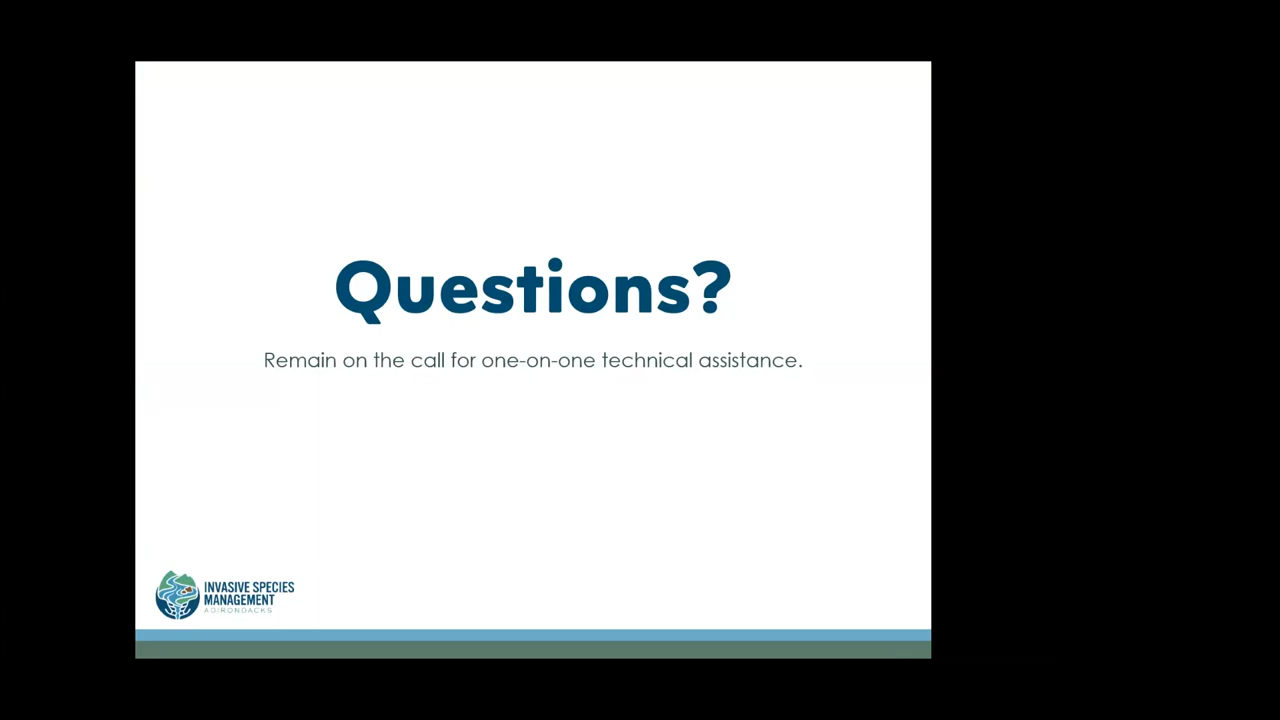 Questions?
Remain on the call for one-on-one technical assistance.
INVASIVE SPECIES
MANAGEMENT
ADIRONDACKS